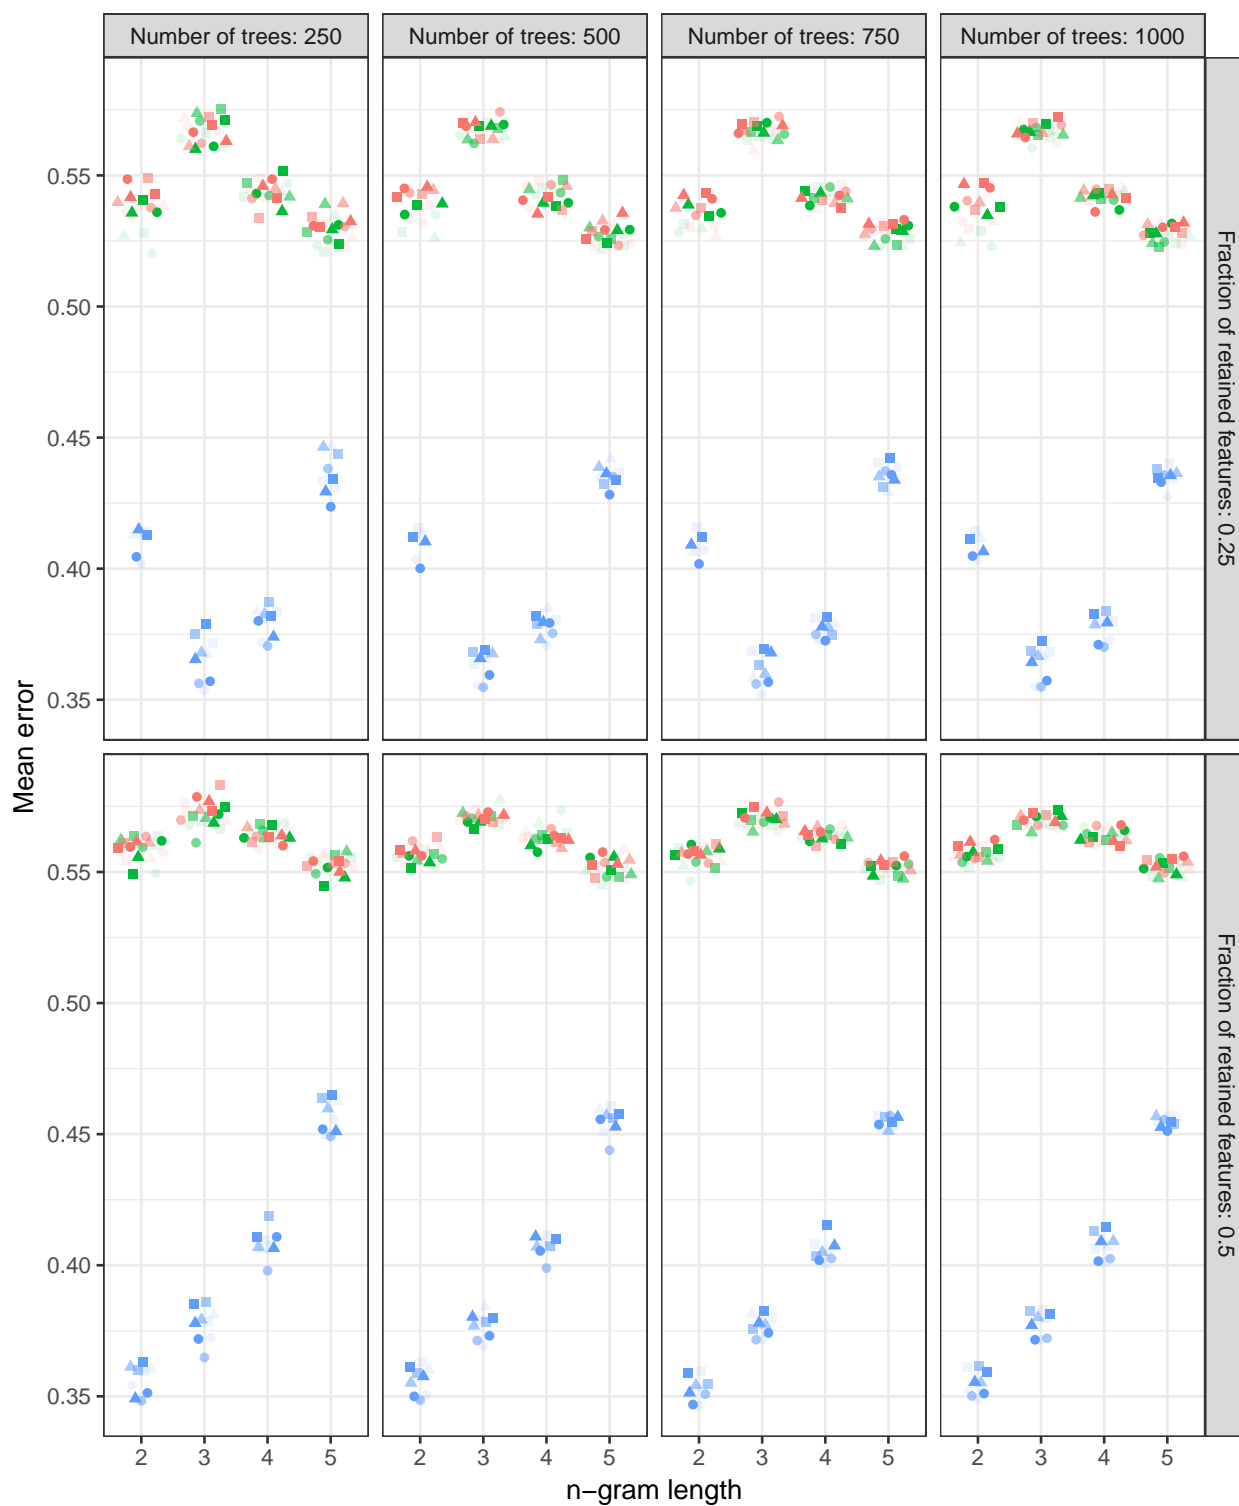 Number of trees: 250
Number of trees: 500
Number of trees: 750
Number of trees: 1000
Mean error
0.55
0.50
0.45
0.40
0.35
Fraction of retained features: 0.25
0.55
0.50
0.45
0.40
0.35
Fraction of retained features: 0.5
2 3 4 5
2 3 4 5
2 3 4 5
2 3 4 5
n−gram length